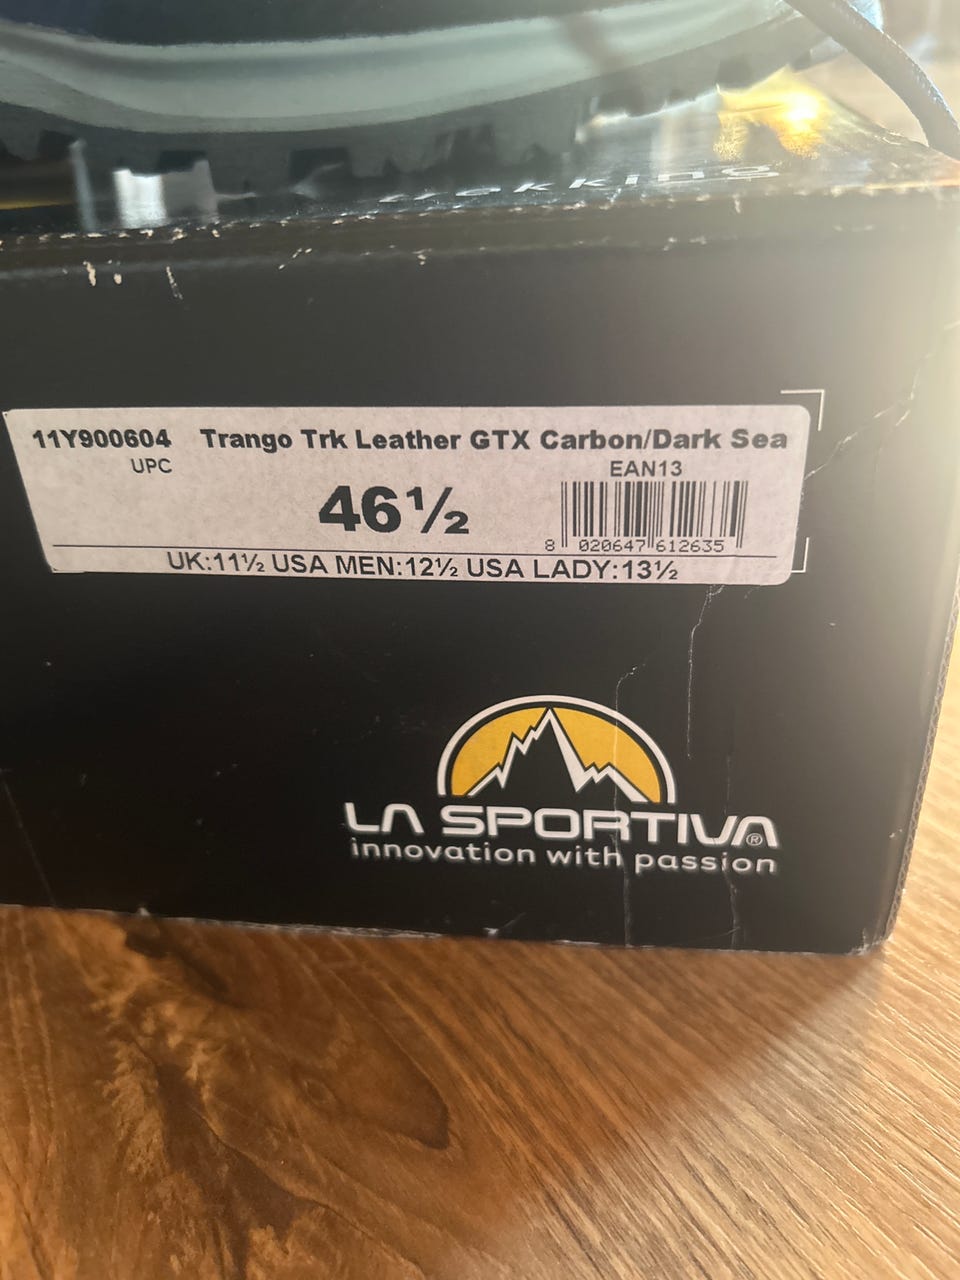 trekking
11Y900604 Trango Trk Leather GTX Carbon/Dark Sea
UPC EAN13
46½
8 020647 612635
UK:11½ USA MEN:12½ USA LADY:13½
LA SPORTIVA®
innovation with passion